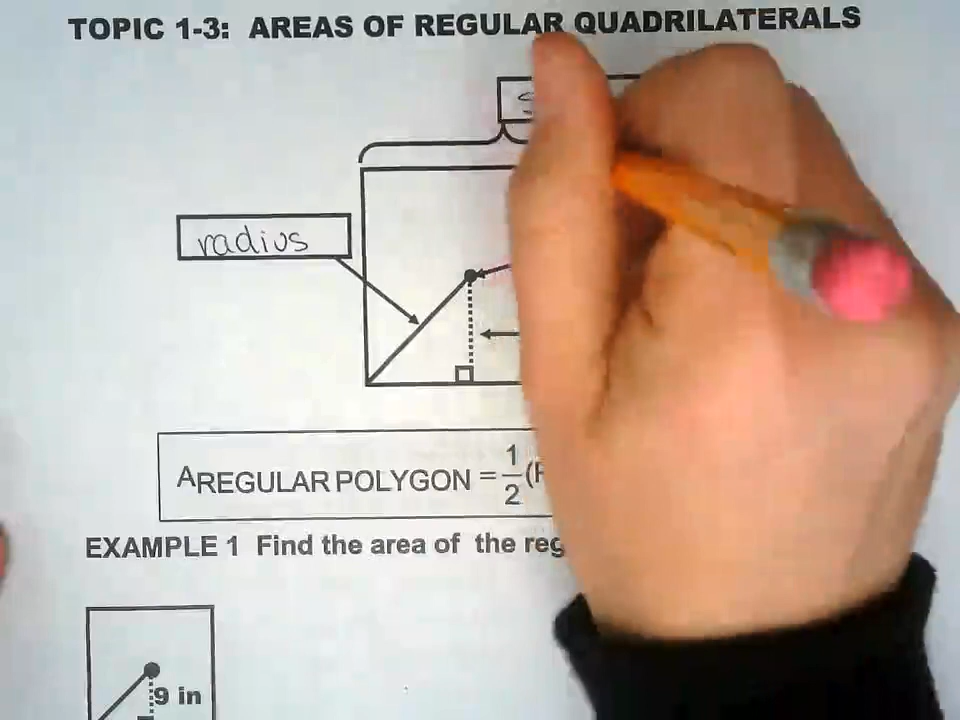 TOPIC 1-3: AREAS OF REGULAR QUADRILATERALS
radius
AREGULAR POLYGON = 1/2 (P
EXAMPLE 1 Find the area of the reg
9 in